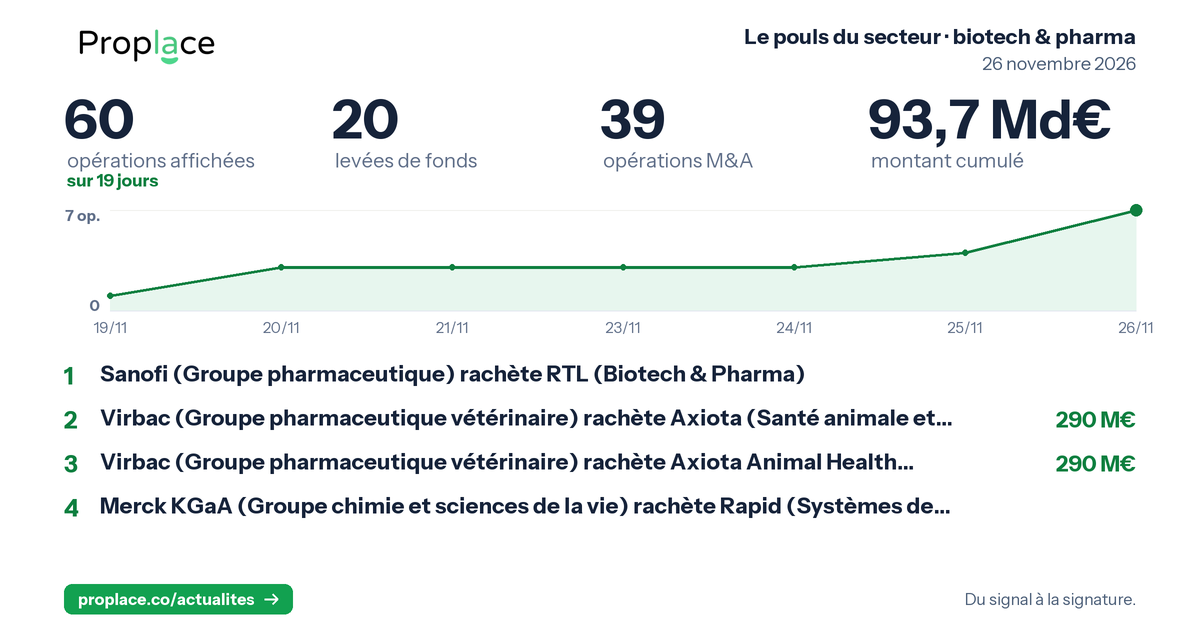 Proplace
Le pouls du secteur · biotech & pharma
26 novembre 2026
60
opérations affichées
sur 19 jours
20
levées de fonds
39
opérations M&A
93,7 Md€
montant cumulé
7 op.
0
19/11 20/11 21/11 23/11 24/11 25/11 26/11
1 Sanofi (Groupe pharmaceutique) rachète RTL (Biotech & Pharma)
2 Virbac (Groupe pharmaceutique vétérinaire) rachète Axiota (Santé animale et... 290 M€
3 Virbac (Groupe pharmaceutique vétérinaire) rachète Axiota Animal Health... 290 M€
4 Merck KGaA (Groupe chimie et sciences de la vie) rachète Rapid (Systèmes de...
proplace.co/actualites →
Du signal à la signature.